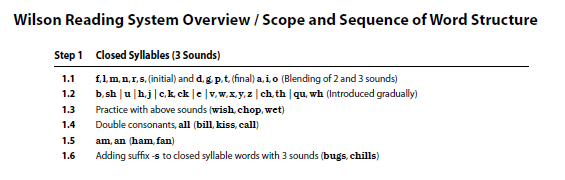 Wilson Reading System Overview / Scope and Sequence of Word Structure
Step 1 Closed Syllables (3 Sounds)
1.1 f, l, m, n, r, s, (initial) and d, g, p, t, (final) a, i, o (Blending of 2 and 3 sounds)
1.2 b, sh | u | h, j | c, k, ck | e | v, w, x, y, z | ch, th | qu, wh (Introduced gradually)
1.3 Practice with above sounds (wish, chop, wet)
1.4 Double consonants, all (bill, kiss, call)
1.5 am, an (ham, fan)
1.6 Adding suffix -s to closed syllable words with 3 sounds (bugs, chills)